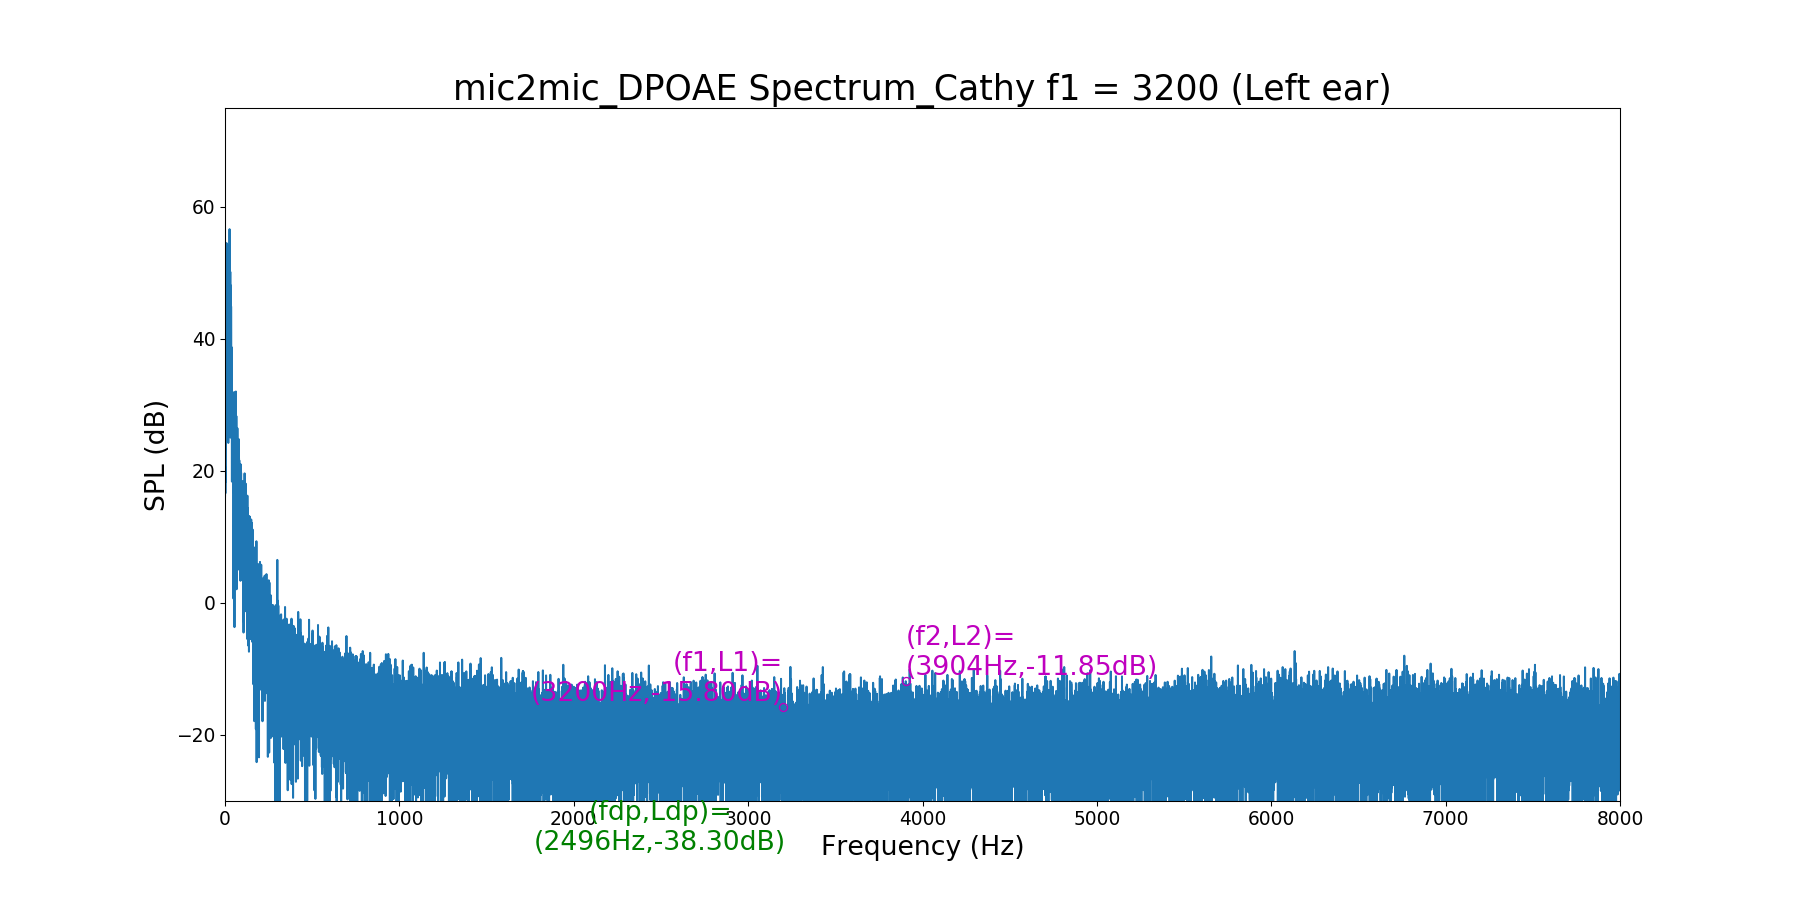 mic2mic_DPOAE Spectrum_Cathy f1 = 3200 (Left ear)
60
40
20
0
−20
SPL (dB)
(f2,L2)=
(3904Hz,-11.85dB)
(f1,L1)=
(3200Hz,-15.80dB)
(fdp,Ldp)=
(2496Hz,-38.30dB)
0 1000 2000 3000 4000 5000 6000 7000 8000
Frequency (Hz)